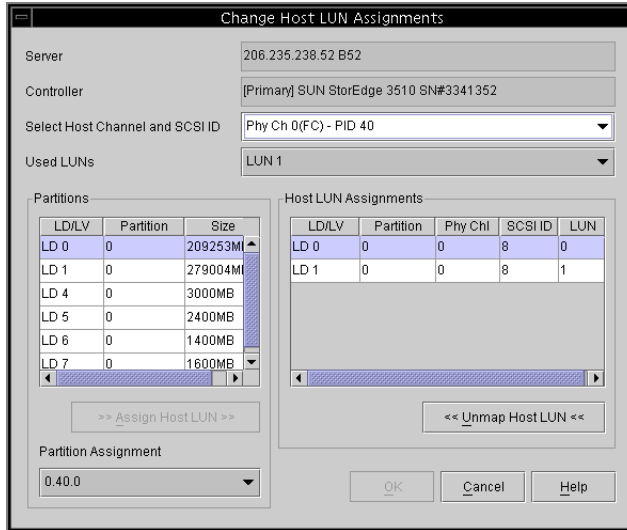 Change Host LUN Assignments
Server 206.235.238.52 B52
Controller [Primary] SUN StorEdge 3510 SN#3341352
Select Host Channel and SCSI ID Phy Ch 0(FC) - PID 40
Used LUNs LUN 1
Partitions
LD/LV Partition Size
LD 0 0 209253M
LD 1 0 279004M
LD 4 0 3000MB
LD 5 0 2400MB
LD 6 0 1400MB
LD 7 0 1600MB
>> Assign Host LUN >>
Partition Assignment
0.40.0
Host LUN Assignments
LD/LV Partition Phy Chl SCSI ID LUN
LD 0 0 0 8 0
LD 1 0 0 8 1
<< Unmap Host LUN <<
OK Cancel Help